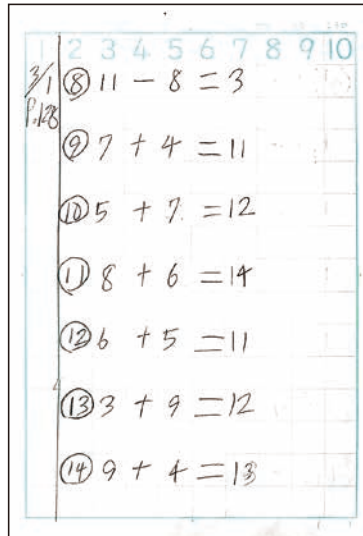 1 2 3 4 5 6 7 8 9 10
3/1
P.128
⑧ 11 - 8 = 3
⑨ 7 + 4 = 11
⑩ 5 + 7 = 12
⑪ 8 + 6 = 14
⑫ 6 + 5 = 11
⑬ 3 + 9 = 12
⑭ 9 + 4 = 13